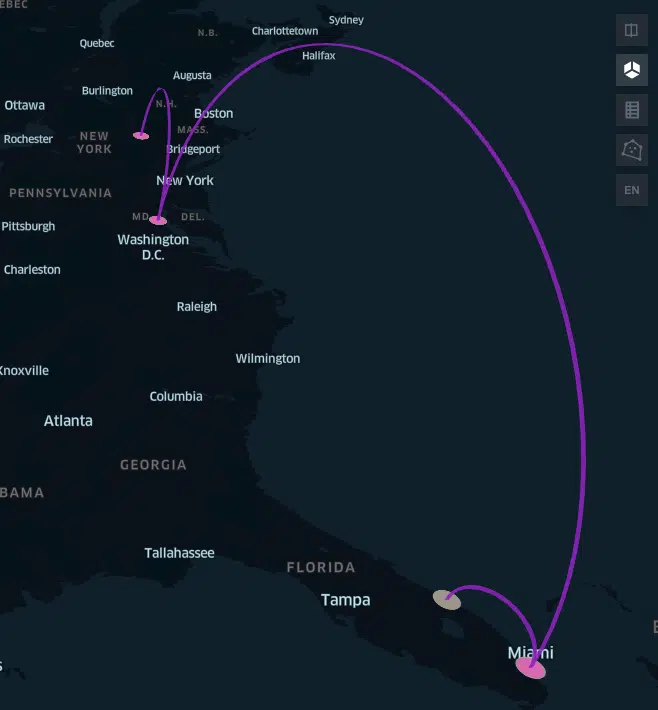 EBEC
Sydney
Quebec
N.B.
Charlottetown
Halifax
Augusta
Burlington
N.H.
Ottawa
Boston
Rochester
NEW
YORK
MASS.
Bridgeport
New York
PENNSYLVANIA
MD.
DEL.
Pittsburgh
Washington
D.C.
Charleston
Raleigh
Wilmington
Knoxville
Columbia
Atlanta
GEORGIA
BAMA
Tallahassee
FLORIDA
Tampa
Miami
s
EN